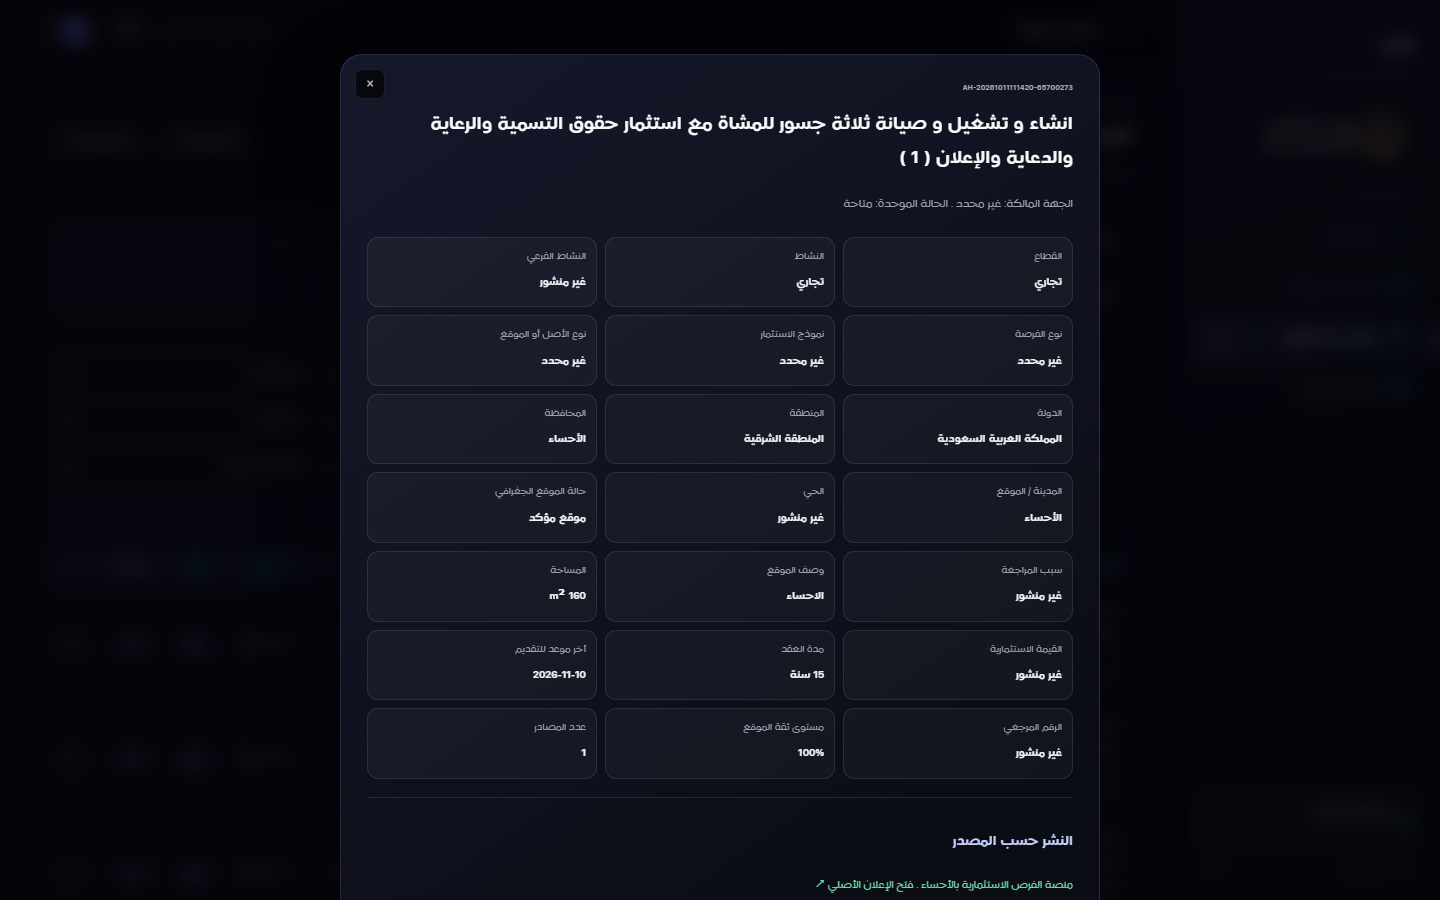 ×
AH-20261011111420-65700273
انشاء و تشغيل و صيانة ثلاثة جسور للمشاة مع استثمار حقوق التسمية والرعاية
والدعاية والإعلان ( 1 )
الجهة المالكة: غير محدد . الحالة الموحدة: متاحة
القطاع
تجاري
النشاط
تجاري
النشاط الفرعي
غير منشور
نوع الفرصة
غير محدد
نموذج الاستثمار
غير محدد
نوع الأصل أو الموقع
غير محدد
الدولة
المملكة العربية السعودية
المنطقة
المنطقة الشرقية
المحافظة
الأحساء
المدينة / الموقع
الأحساء
الحي
غير منشور
حالة الموقع الجغرافي
موقع مؤكد
سبب المراجعة
غير منشور
وصف الموقع
الاحساء
المساحة
160 m²
القيمة الاستثمارية
غير منشور
مدة العقد
15 سنة
آخر موعد للتقديم
2026-11-10
الرقم المرجعي
غير منشور
مستوى ثقة الموقع
100%
عدد المصادر
1
النشر حسب المصدر
منصة الفرص الاستثمارية بالأحساء . فتح الإعلان الأصلي ↗